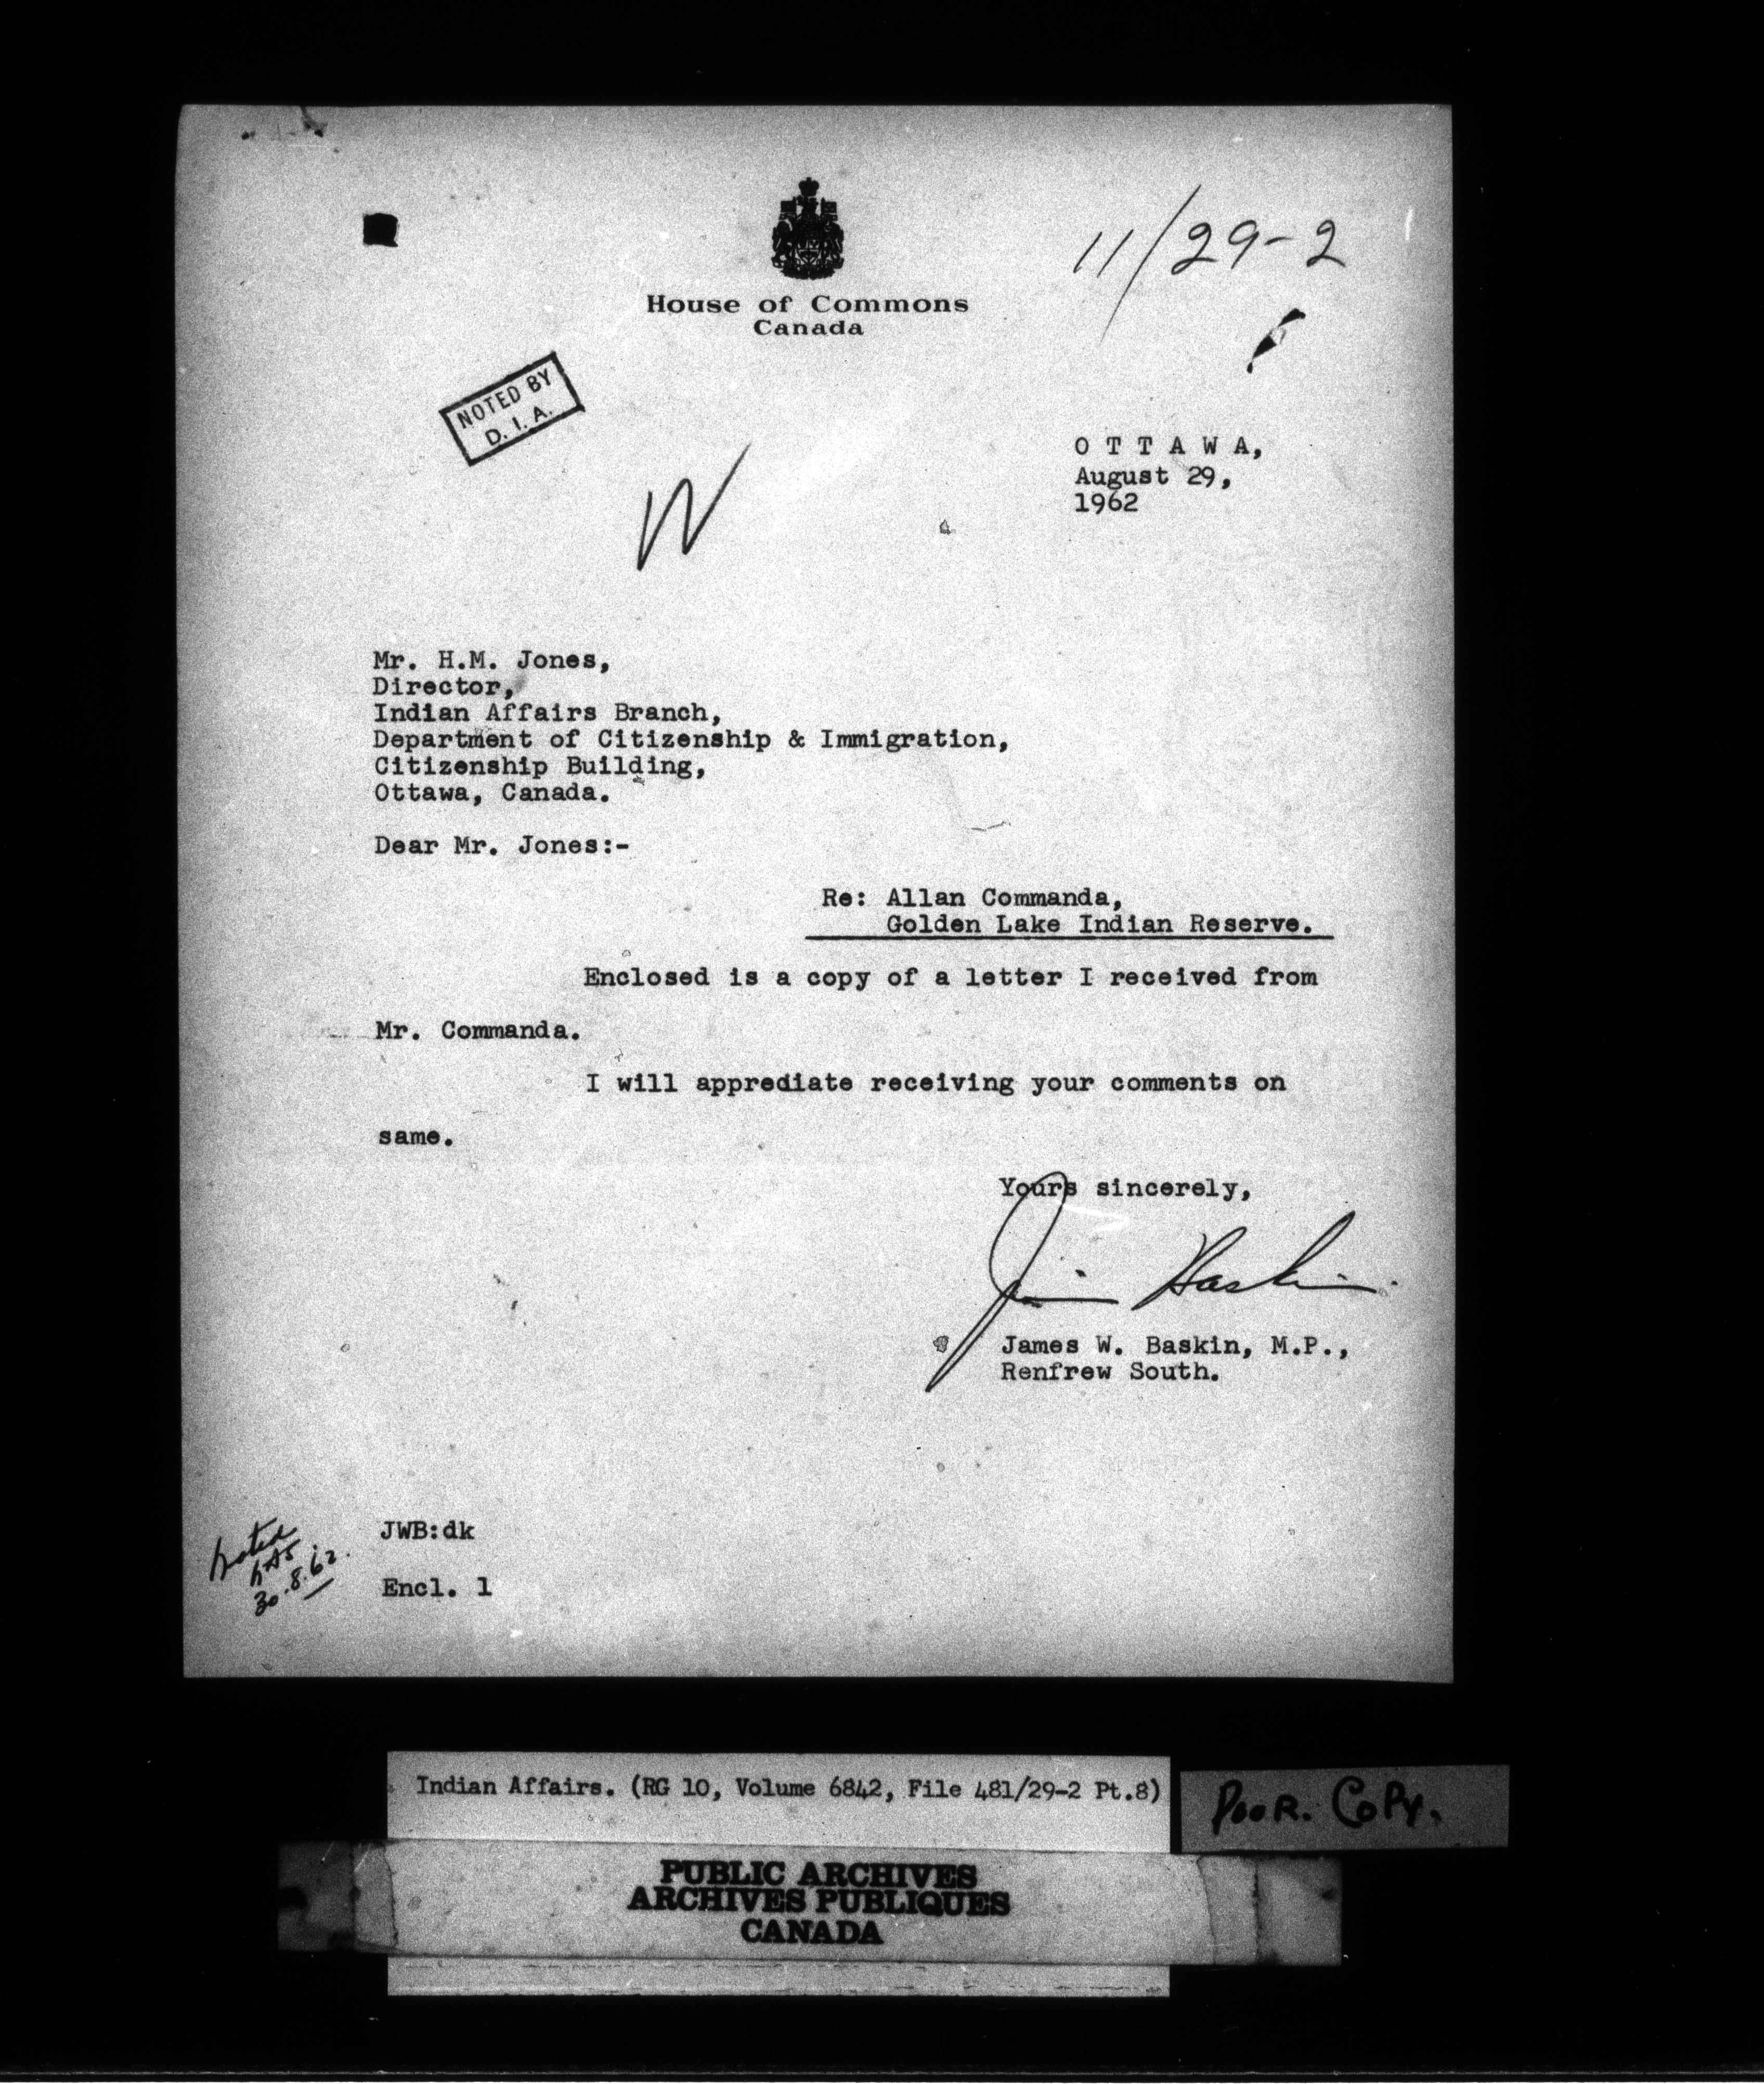 11/29-2
House of Commons
Canada
NOTED BY
D. I. A.
O T T A W A,
August 29,
1962
Mr. H.M. Jones,
Director,
Indian Affairs Branch,
Department of Citizenship & Immigration,
Citizenship Building,
Ottawa, Canada.
Dear Mr. Jones:-
Re: Allan Commanda,
Golden Lake Indian Reserve.
Enclosed is a copy of a letter I received from
Mr. Commanda.
I will apprediate receiving your comments on
same.
Yours sincerely,
Jim Baskin.
James W. Baskin, M.P.,
Renfrew South.
JWB:dk
Encl. 1
Noted
30.8.62.
Indian Affairs. (RG 10, Volume 6842, File 481/29-2 Pt.8)
POOR. COPY.
PUBLIC ARCHIVES
ARCHIVES PUBLIQUES
CANADA